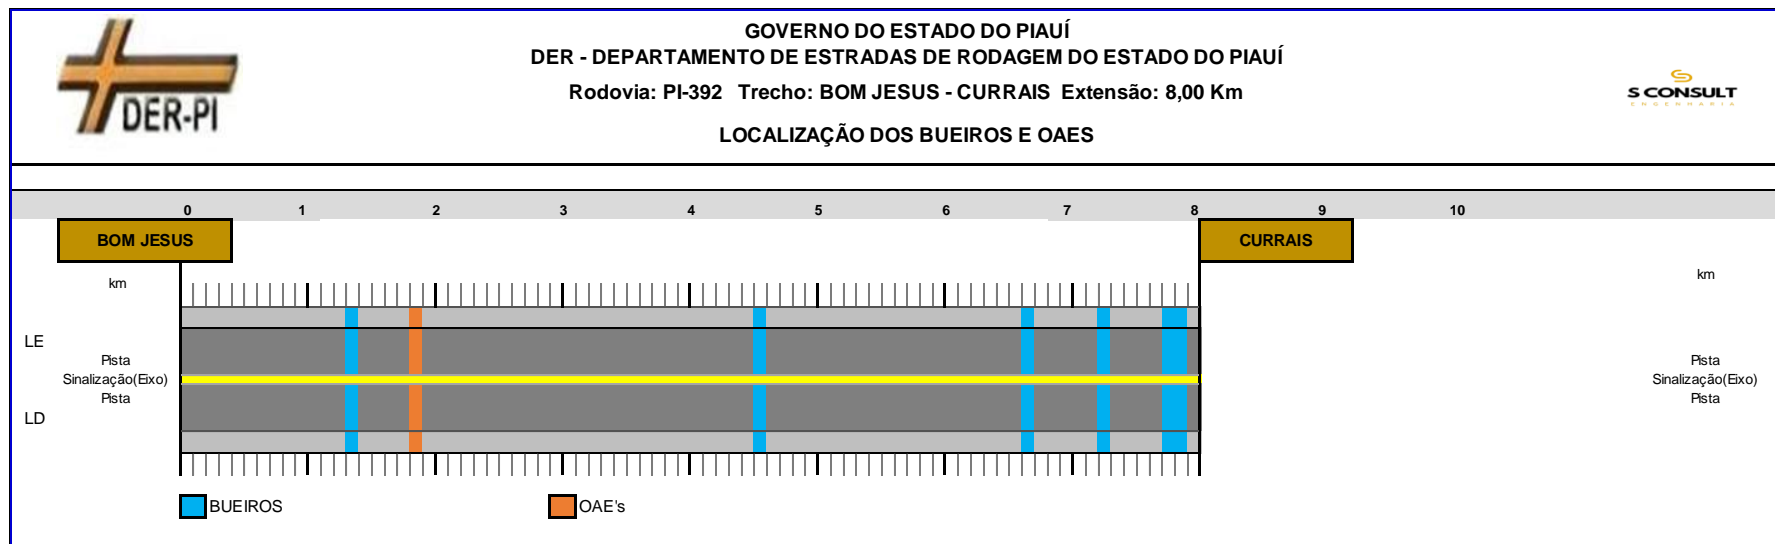 GOVERNO DO ESTADO DO PIAUÍ
DER - DEPARTAMENTO DE ESTRADAS DE RODAGEM DO ESTADO DO PIAUÍ
Rodovia: PI-392 Trecho: BOM JESUS - CURRAIS Extensão: 8,00 Km
LOCALIZAÇÃO DOS BUEIROS E OAES
DER-PI
S CONSULT
ENGENHARIA
0 1 2 3 4 5 6 7 8 9 10
BOM JESUS CURRAIS
km km
LE
Pista Pista
Sinalização(Eixo) Sinalização(Eixo)
Pista Pista
LD
BUEIROS OAE's